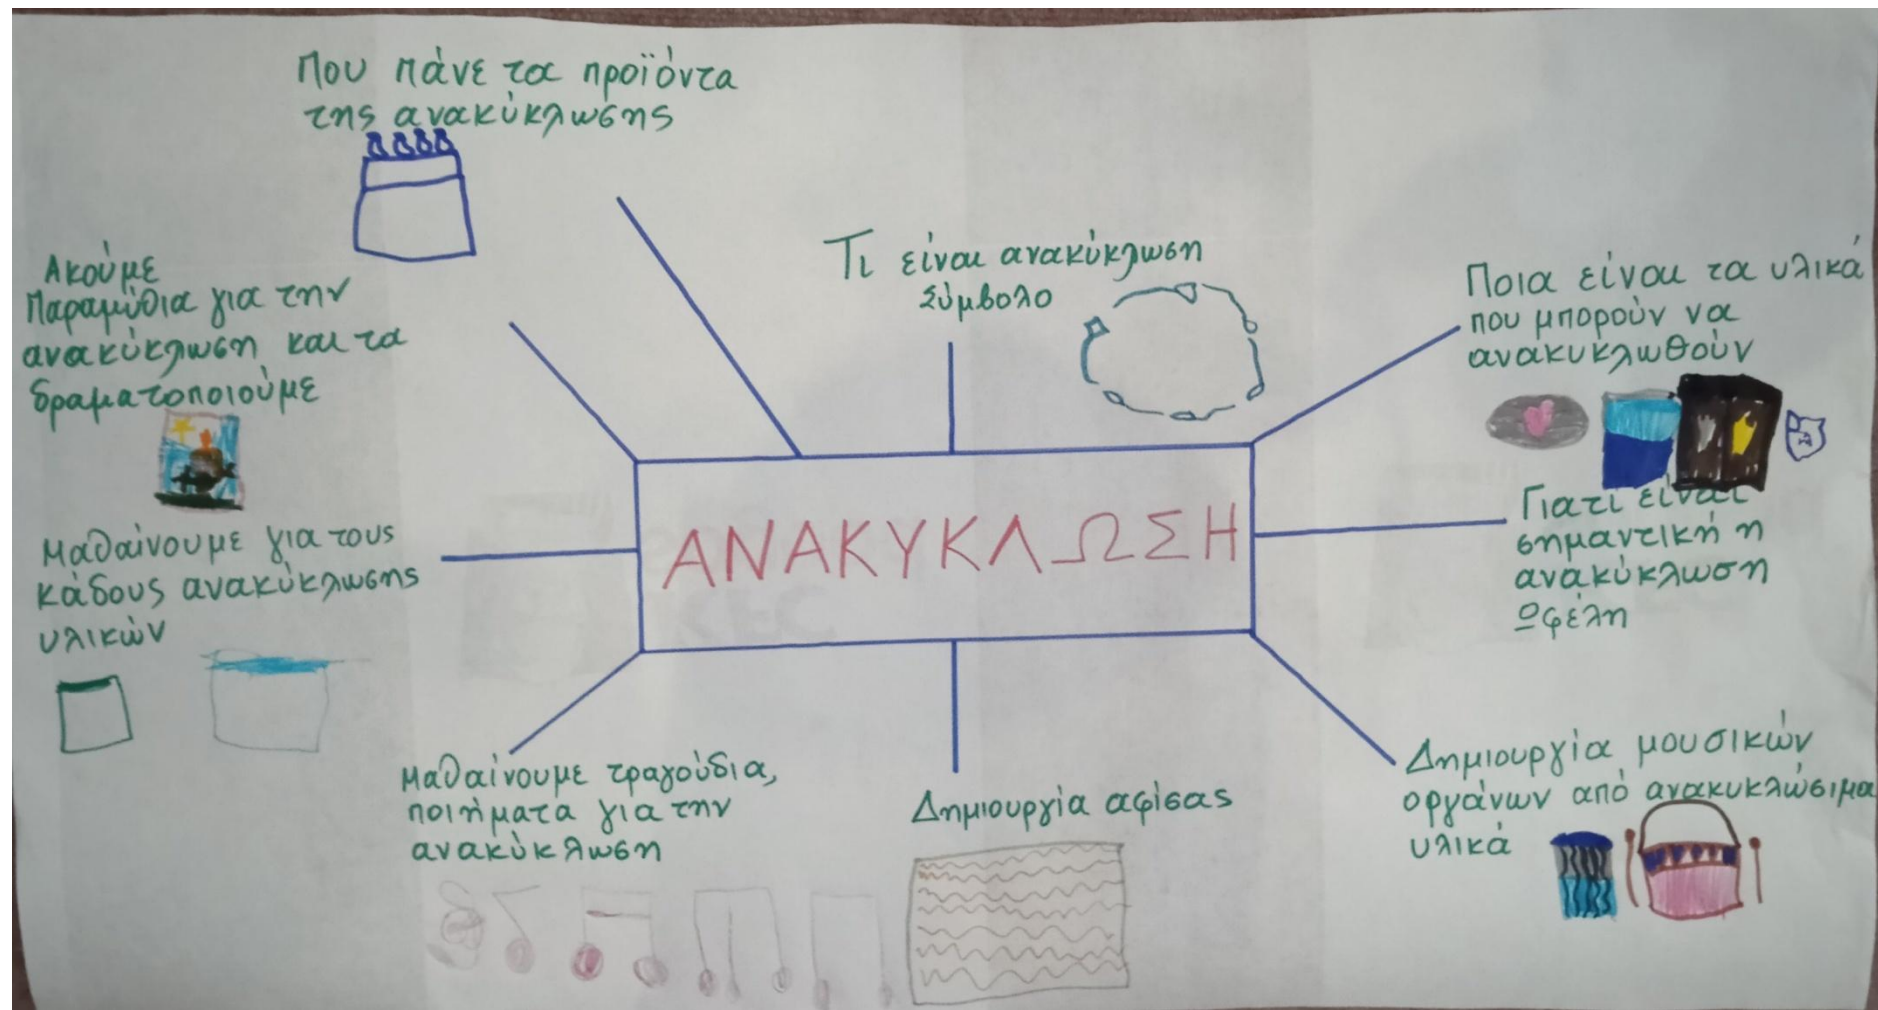 Που πάνε τα προϊόντα
της ανακύκλωσης
Τι είναι ανακύκλωση
Σύμβολο
Ποια είναι τα υλικά
που μπορούν να
ανακυκλωθούν
Ακούμε
Παραμύθια για την
ανακύκλωση και τα
δραματοποιούμε
ΑΝΑΚΥΚΛΩΣΗ
Γιατί είναι
σημαντική η
ανακύκλωση
Ωφέλη
Μαθαίνουμε για τους
κάδους ανακύκλωσης
υλικών
Μαθαίνουμε τραγούδια,
ποιήματα για την
ανακύκλωση
Δημιουργία αφίσας
Δημιουργία μουσικών
οργάνων από ανακυκλώσιμα
υλικά